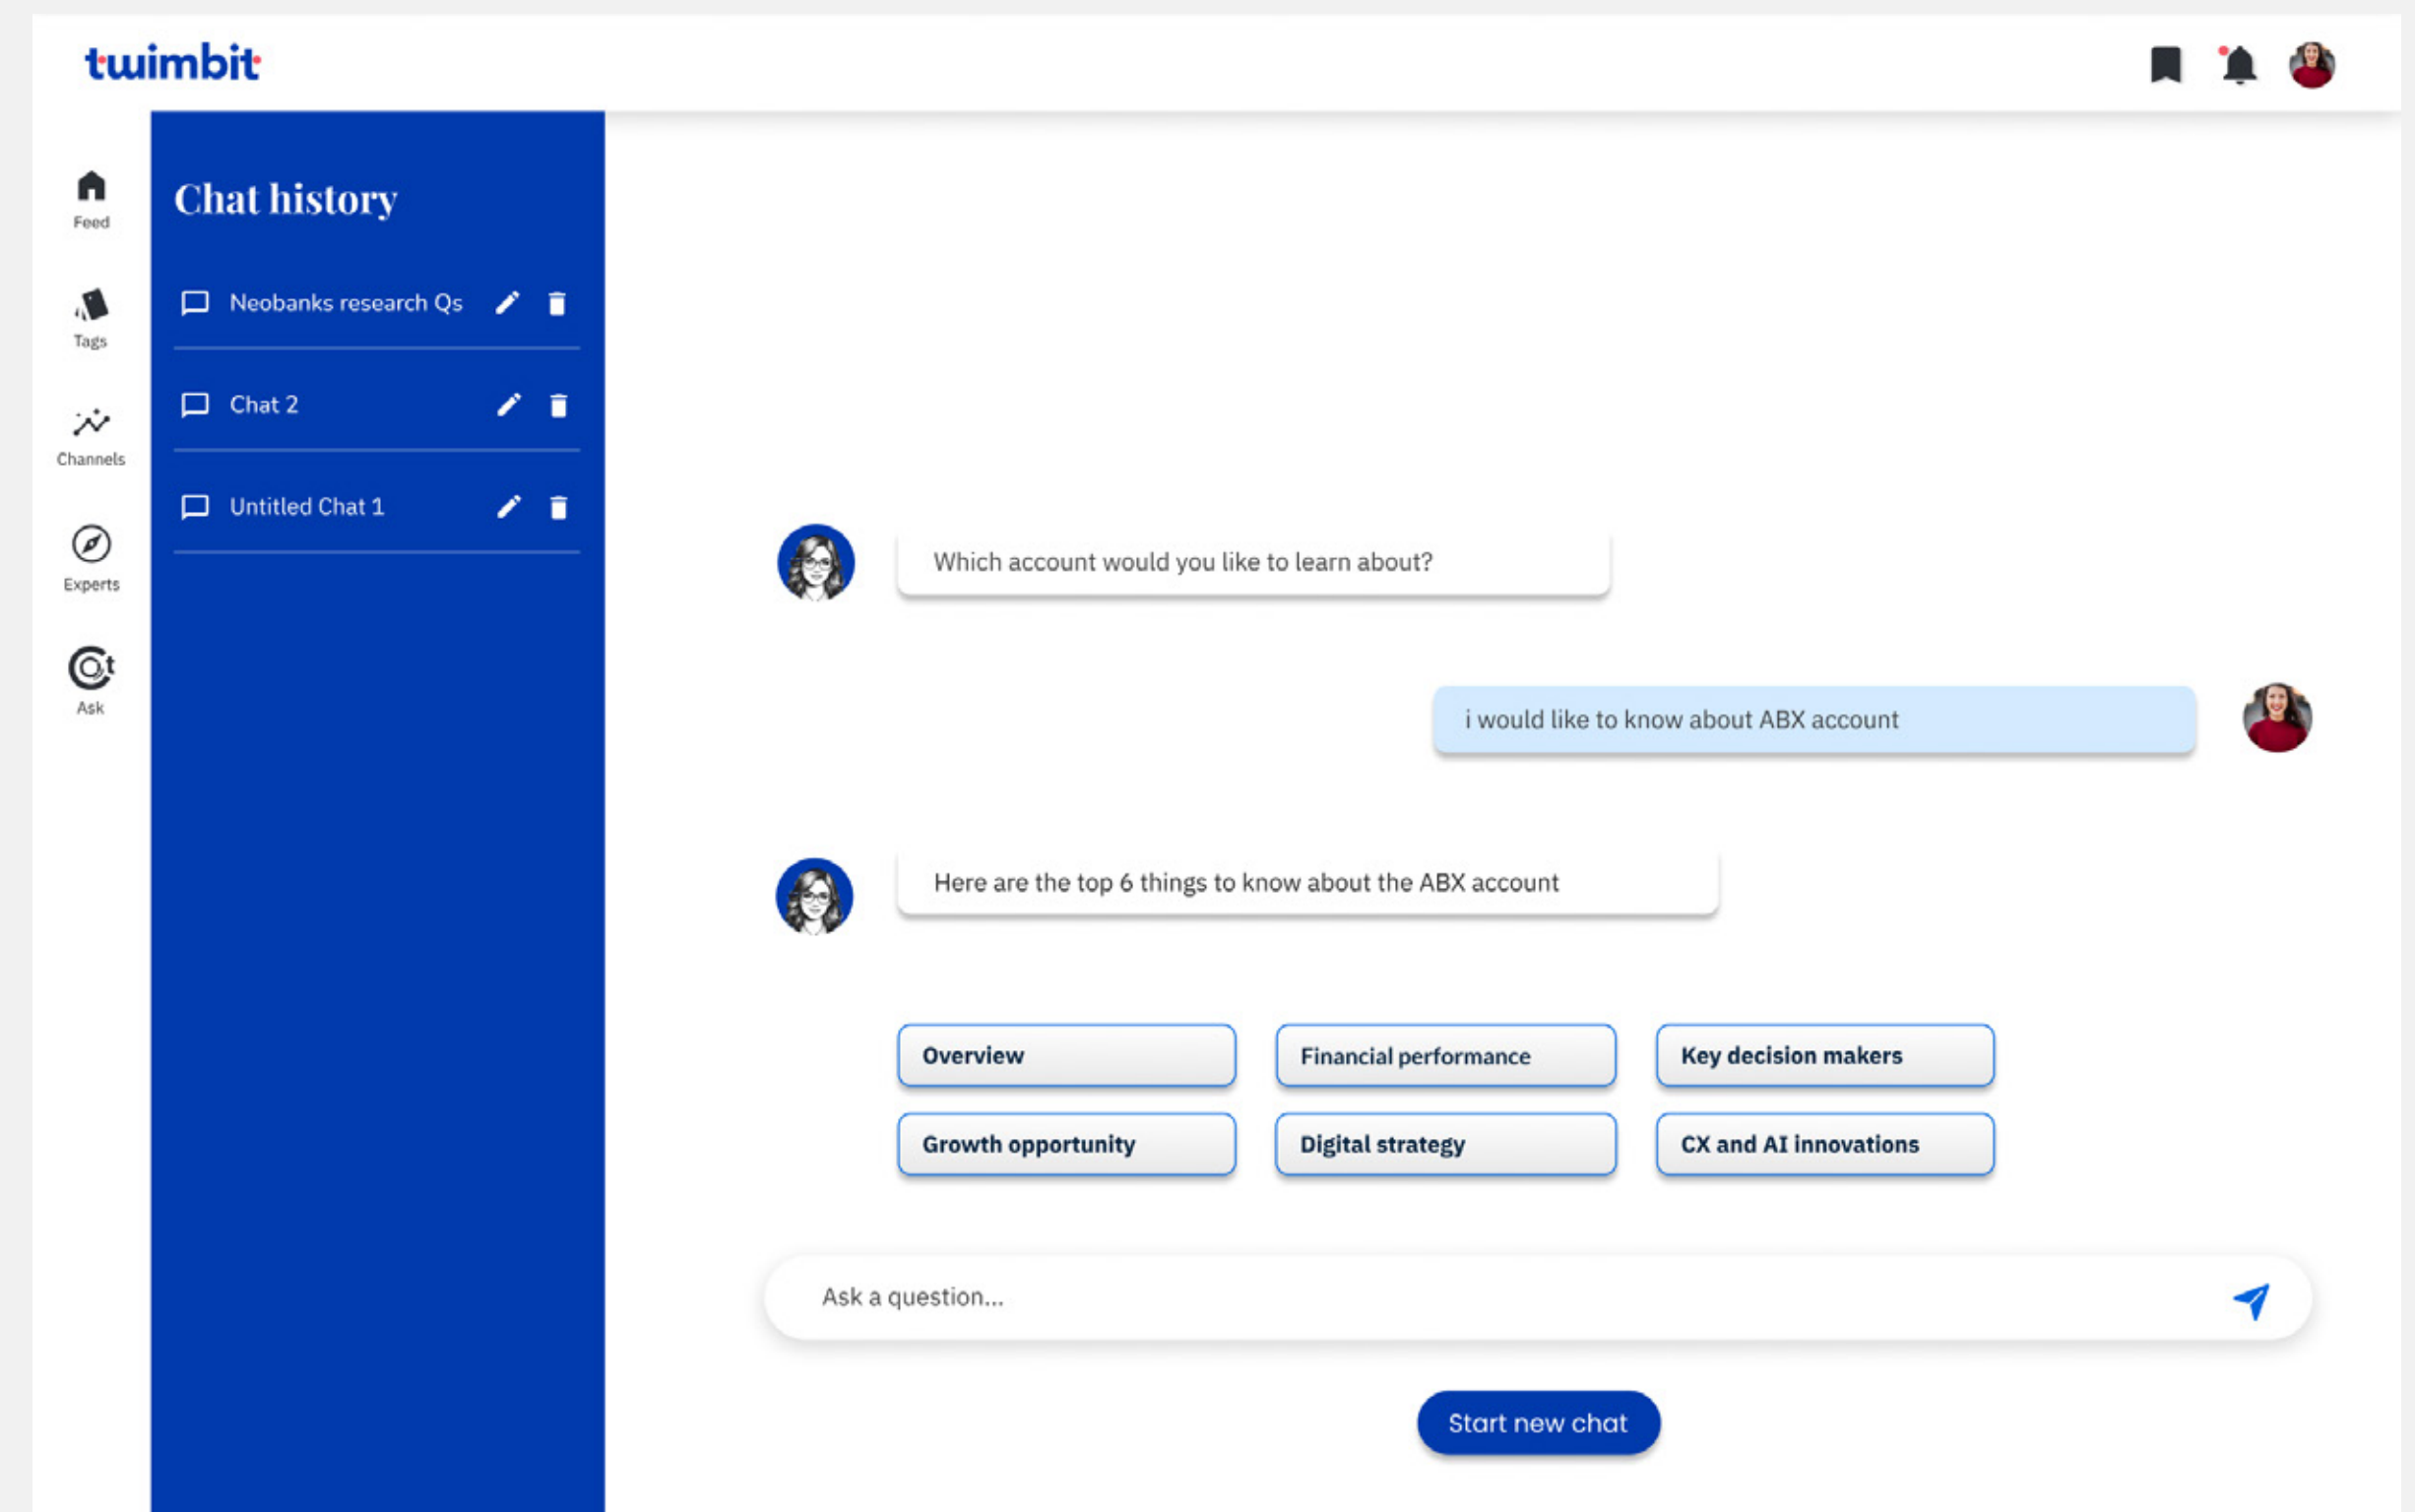 twimbit
Feed
Tags
Channels
Experts
Ask
Chat history
Neobanks research Qs
Chat 2
Untitled Chat 1
Which account would you like to learn about?
i would like to know about ABX account
Here are the top 6 things to know about the ABX account
Overview
Financial performance
Key decision makers
Growth opportunity
Digital strategy
CX and AI innovations
Ask a question...
Start new chat